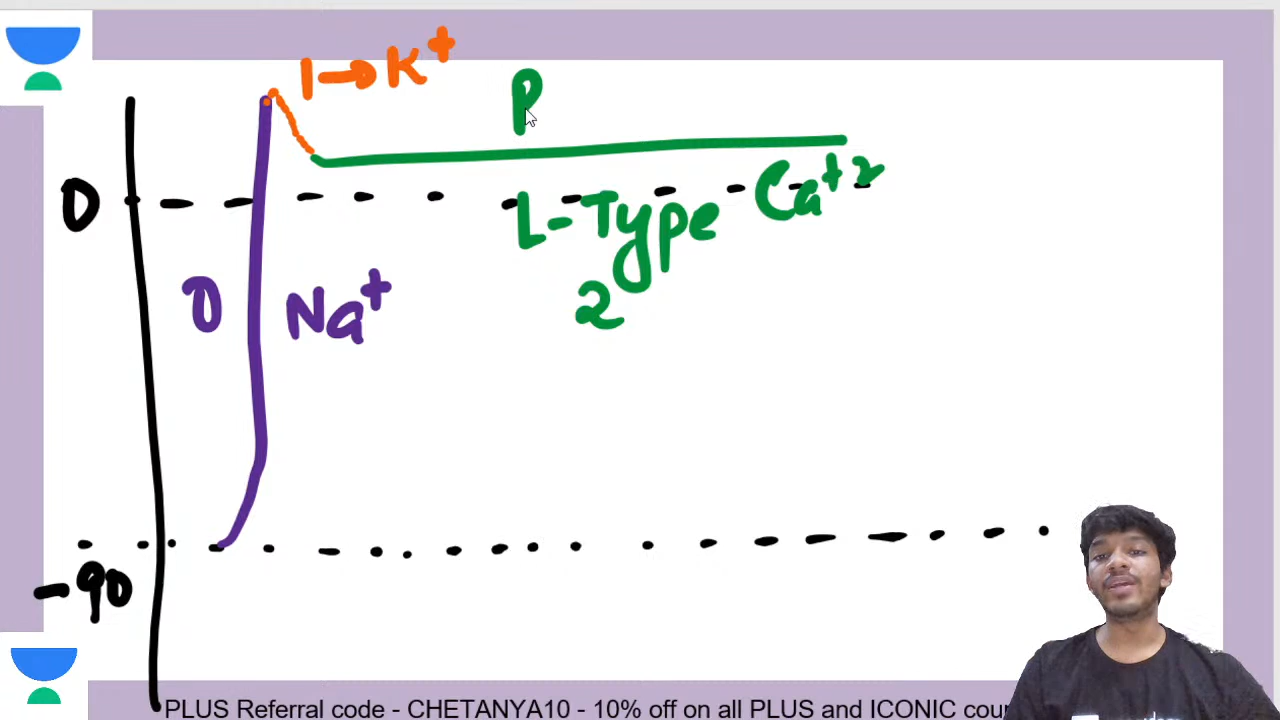 1→K+
P
0
L-Type Ca+2
0 Na+
2
-90
PLUS Referral code - CHETANYA10 - 10% off on all PLUS and ICONIC cour